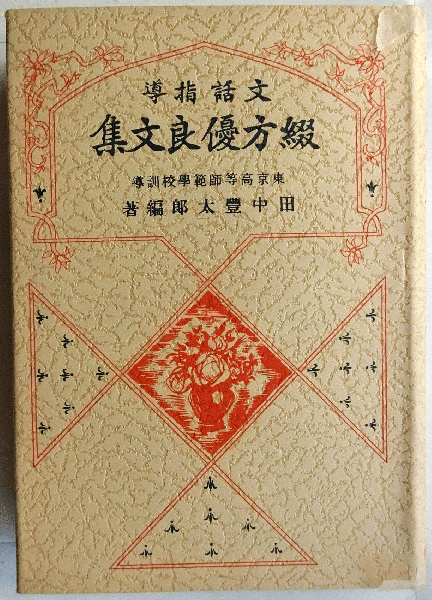 文話指導
綴方優良文集
東京高等師範學校訓導
田中豐太郎編著